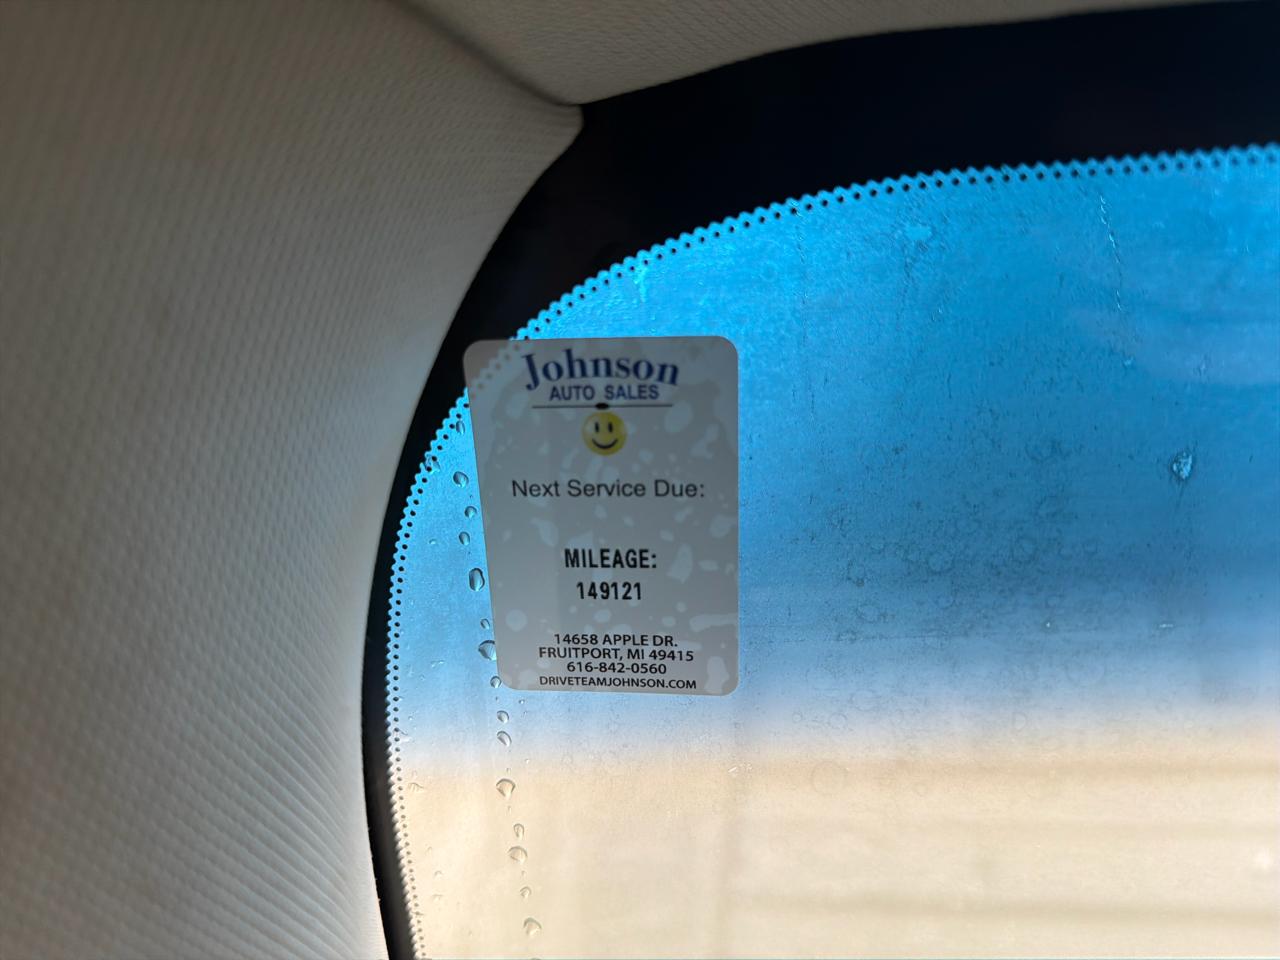 Johnson
AUTO SALES
Next Service Due:
MILEAGE:
149121
14658 APPLE DR.
FRUITPORT, MI 49415
616-842-0560
DRIVETEAMJOHNSON.COM